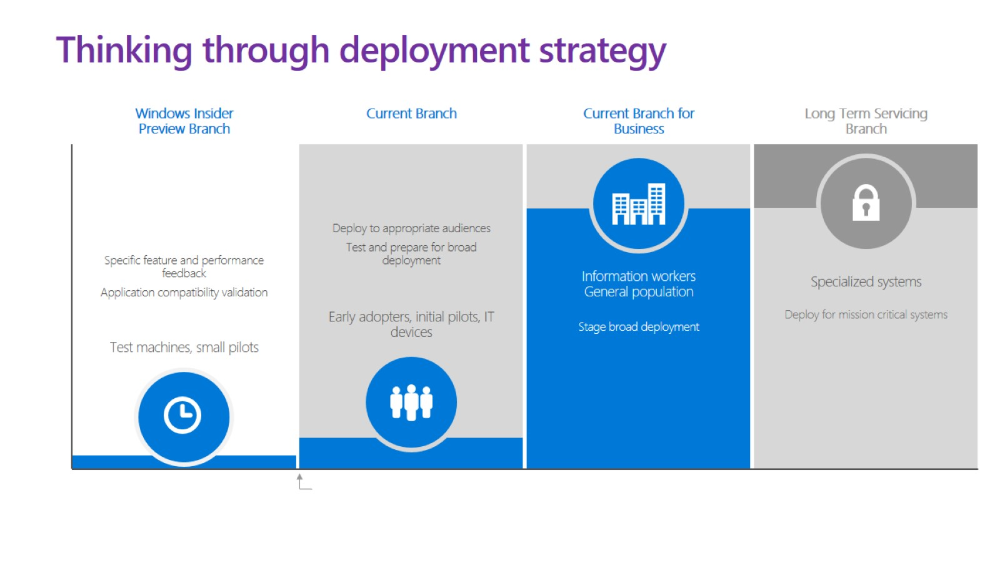 Thinking through deployment strategy
Windows Insider
Preview Branch
Current Branch
Current Branch for
Business
Long Term Servicing
Branch
Specific feature and performance
feedback
Application compatibility validation
Test machines, small pilots
Deploy to appropriate audiences
Test and prepare for broad
deployment
Early adopters, initial pilots, IT
devices
Information workers
General population
Stage broad deployment
Specialized systems
Deploy for mission critical systems